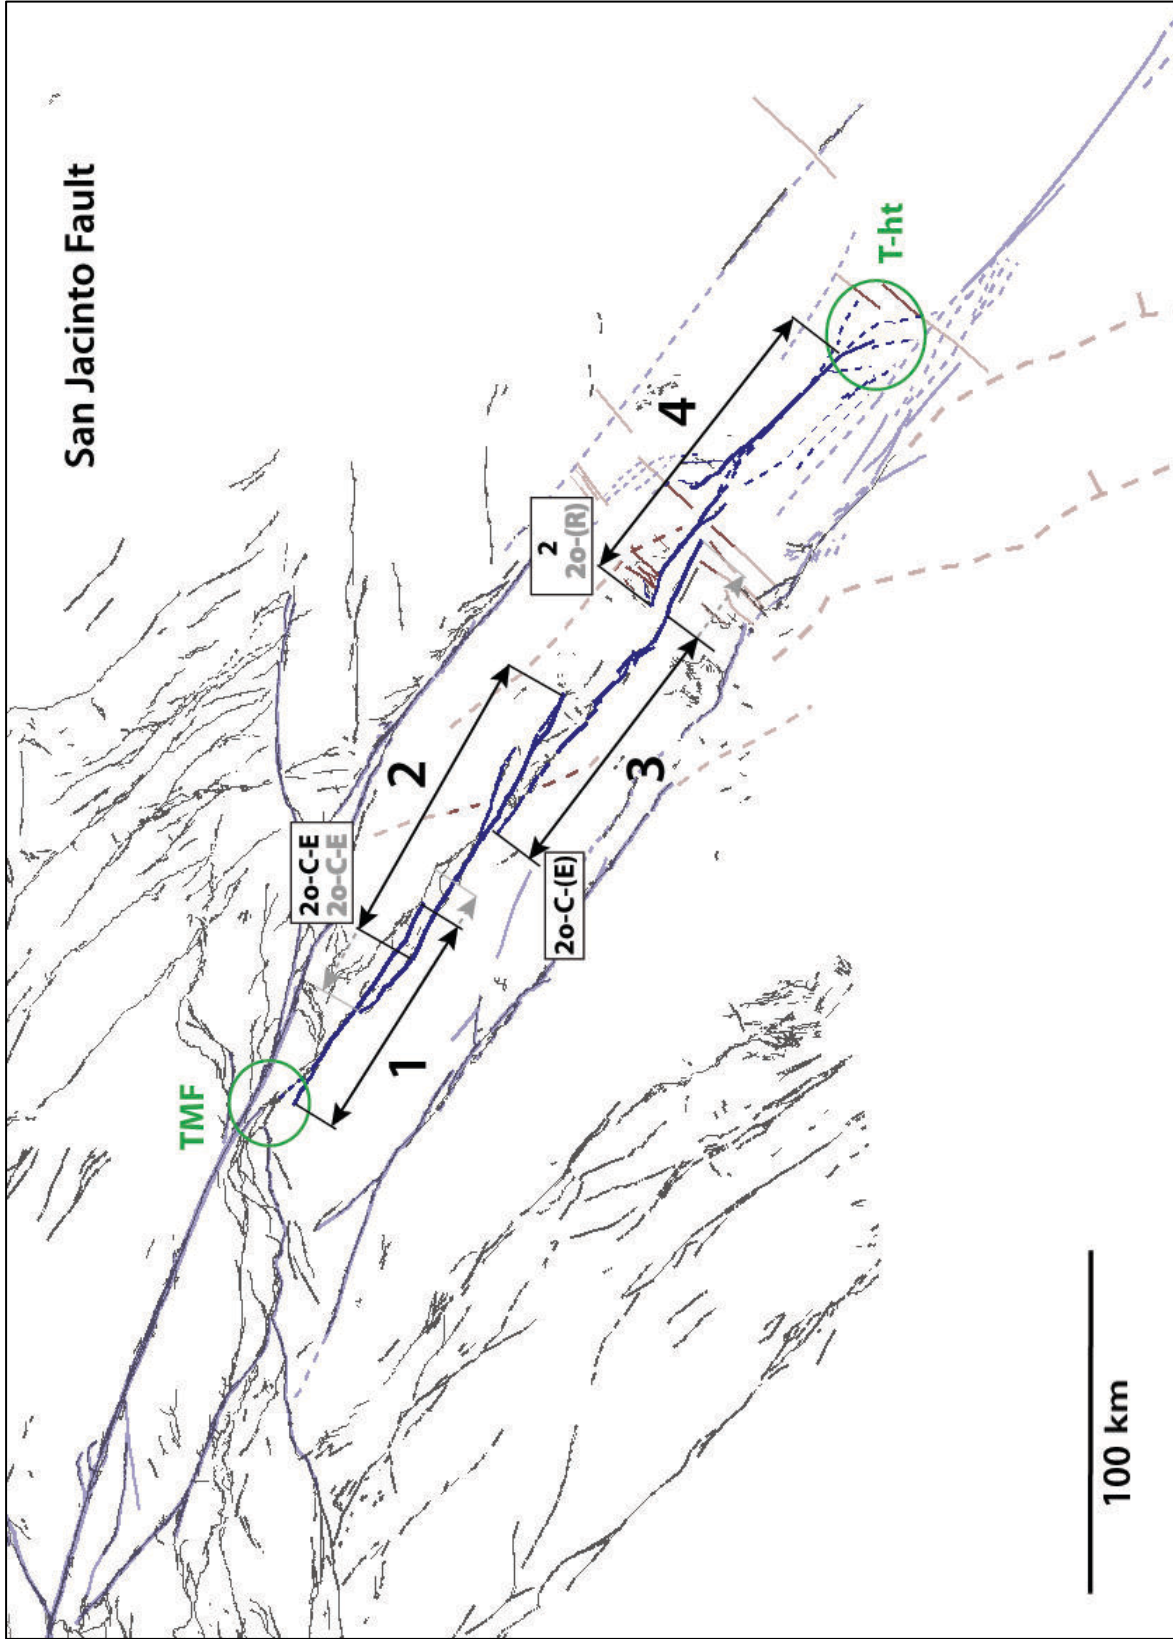 San Jacinto Fault
TMF
2o-C-E
2o-C-E
2
2o-(R)
2o-C-(E)
1
2
3
4
T-ht
100 km